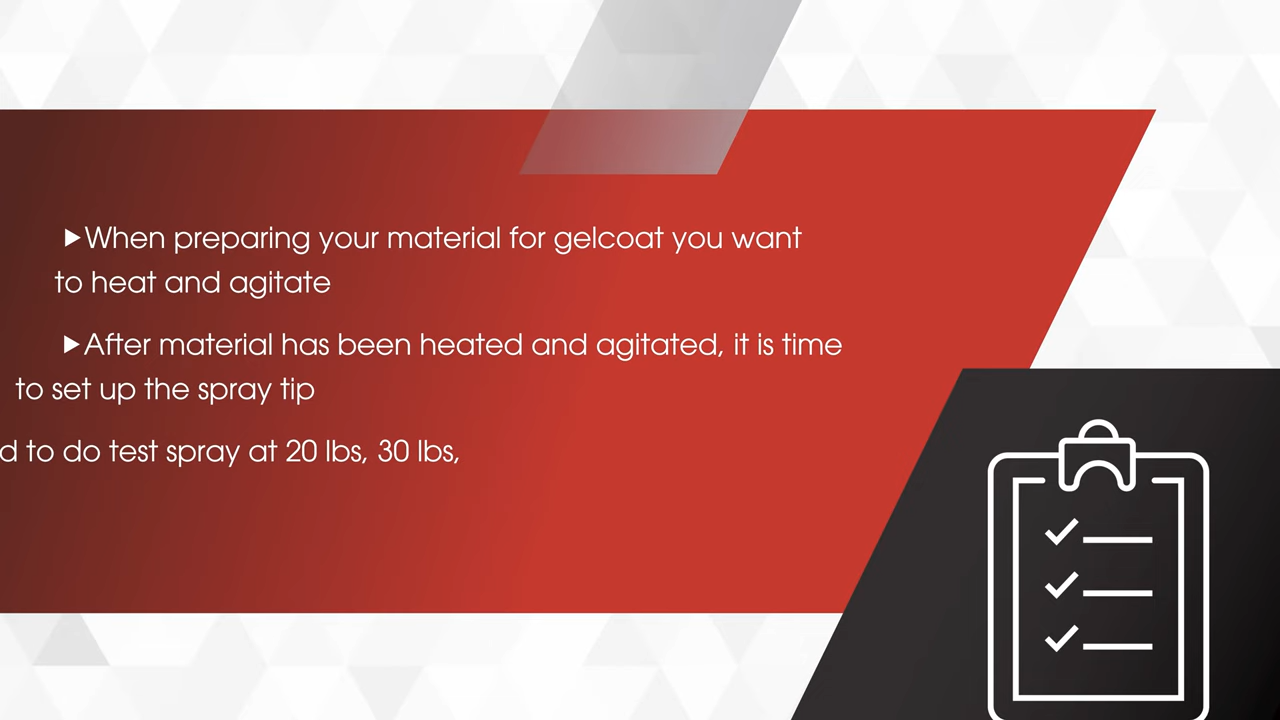 ▶When preparing your material for gelcoat you want
to heat and agitate
▶After material has been heated and agitated, it is time
to set up the spray tip
d to do test spray at 20 lbs, 30 lbs,